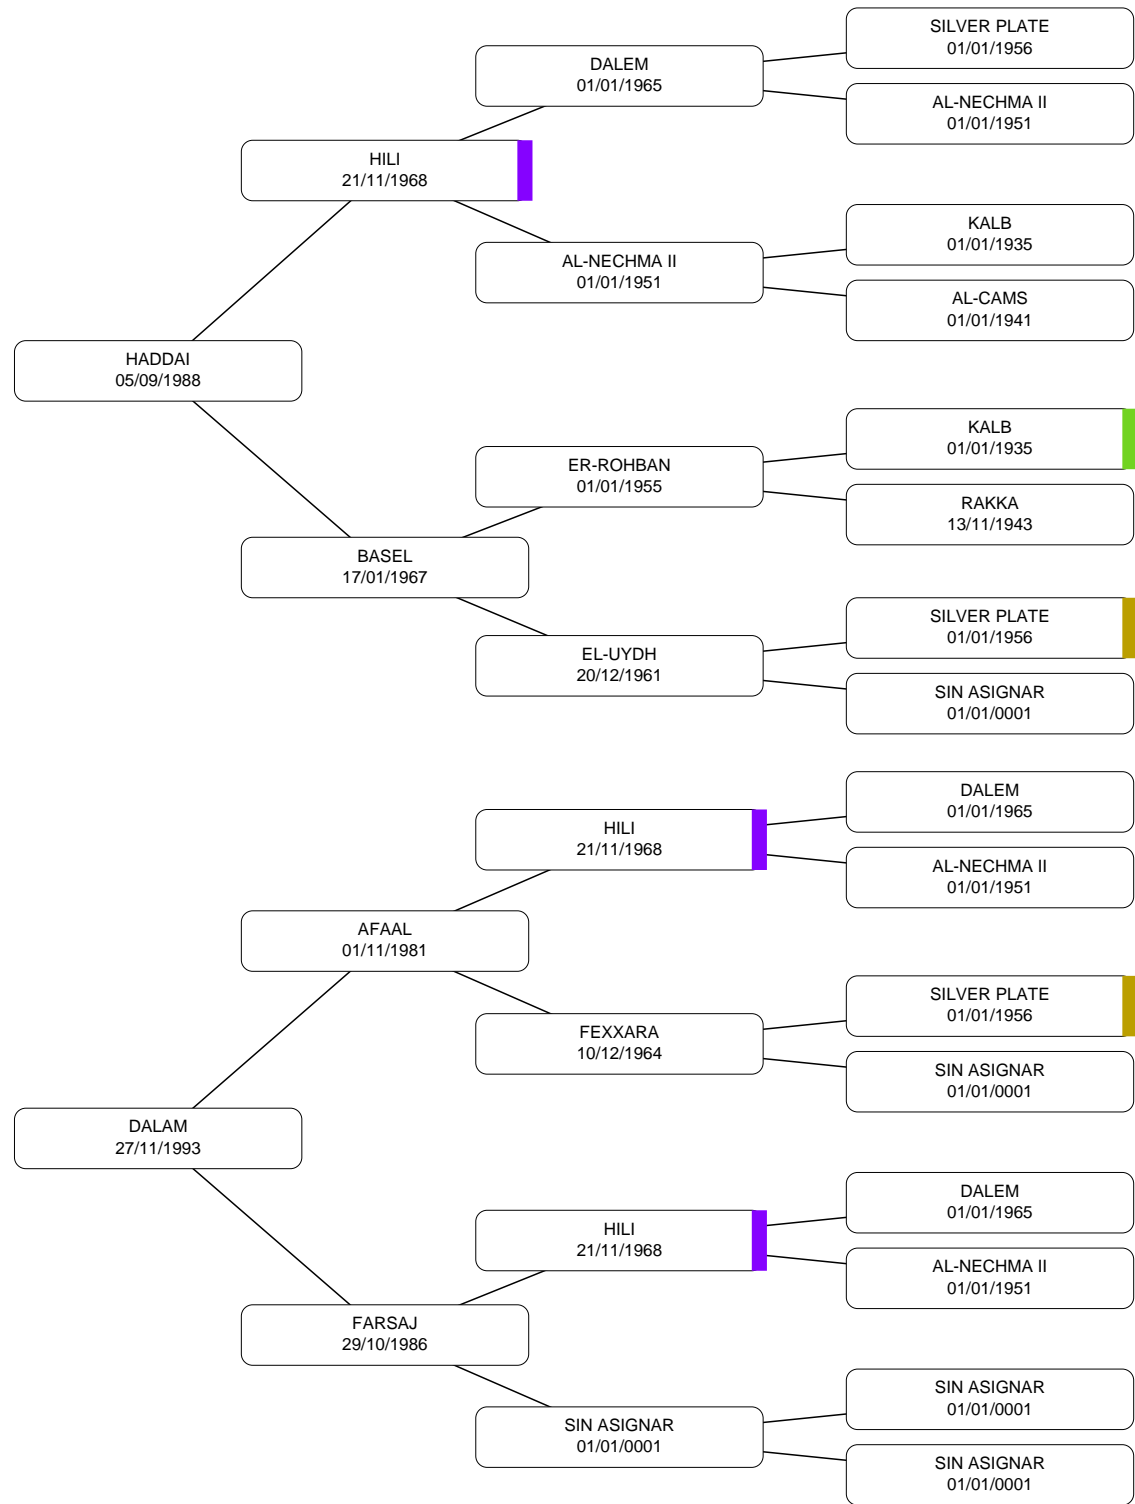 SILVER PLATE
01/01/1956
DALEM
01/01/1965
AL-NECHMA II
01/01/1951
HILI
21/11/1968
KALB
01/01/1935
AL-NECHMA II
01/01/1951
AL-CAMS
01/01/1941
HADDAI
05/09/1988
KALB
01/01/1935
ER-ROHBAN
01/01/1955
RAKKA
13/11/1943
BASEL
17/01/1967
SILVER PLATE
01/01/1956
EL-UYDH
20/12/1961
SIN ASIGNAR
01/01/0001
DALEM
01/01/1965
HILI
21/11/1968
AL-NECHMA II
01/01/1951
AFAAL
01/11/1981
SILVER PLATE
01/01/1956
FEXXARA
10/12/1964
SIN ASIGNAR
01/01/0001
DALAM
27/11/1993
DALEM
01/01/1965
HILI
21/11/1968
AL-NECHMA II
01/01/1951
FARSAJ
29/10/1986
SIN ASIGNAR
01/01/0001
SIN ASIGNAR
01/01/0001
SIN ASIGNAR
01/01/0001